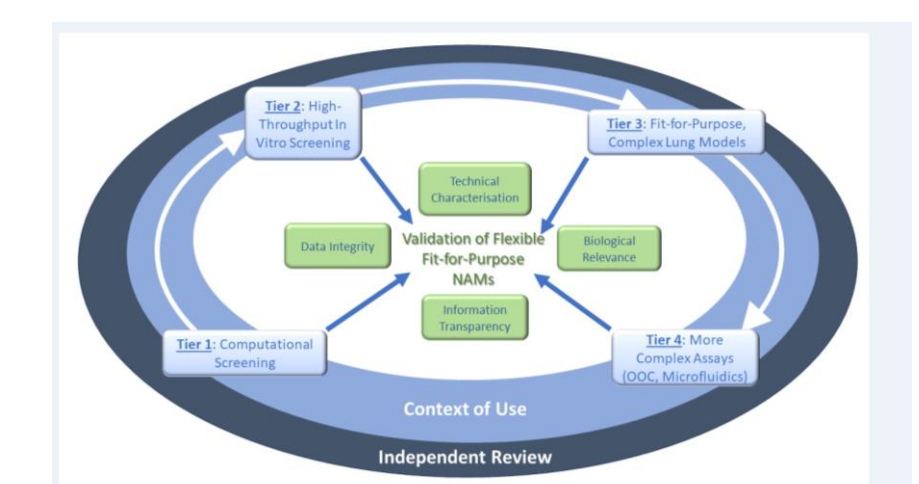 Tier 2: High-
Throughput In
Vitro Screening
Tier 3: Fit-for-Purpose,
Complex Lung Models
Technical
Characterisation
Data Integrity
Validation of Flexible
Fit-for-Purpose
NAMs
Biological
Relevance
Information
Transparency
Tier 1: Computational
Screening
Tier 4: More
Complex Assays
(OOC, Microfluidics)
Context of Use
Independent Review